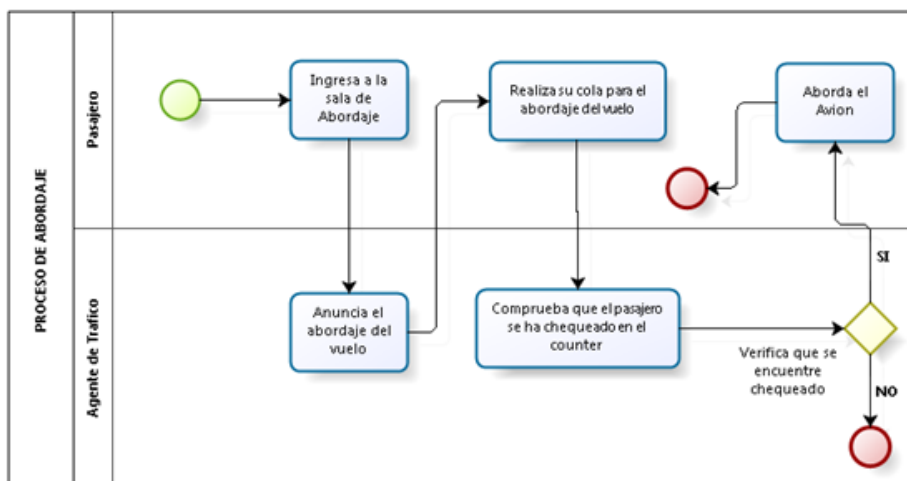 PROCESO DE ABORDAJE
Pasajero
Ingresa a la
sala de
Abordaje
Realiza su cola para el
abordaje del vuelo
Aborda el
Avion
Agente de Trafico
Anuncia el
abordaje del
vuelo
Comprueba que el pasajero
se ha chequeado en el
counter
Verifica que se
encuentre
chequeado
SI
NO